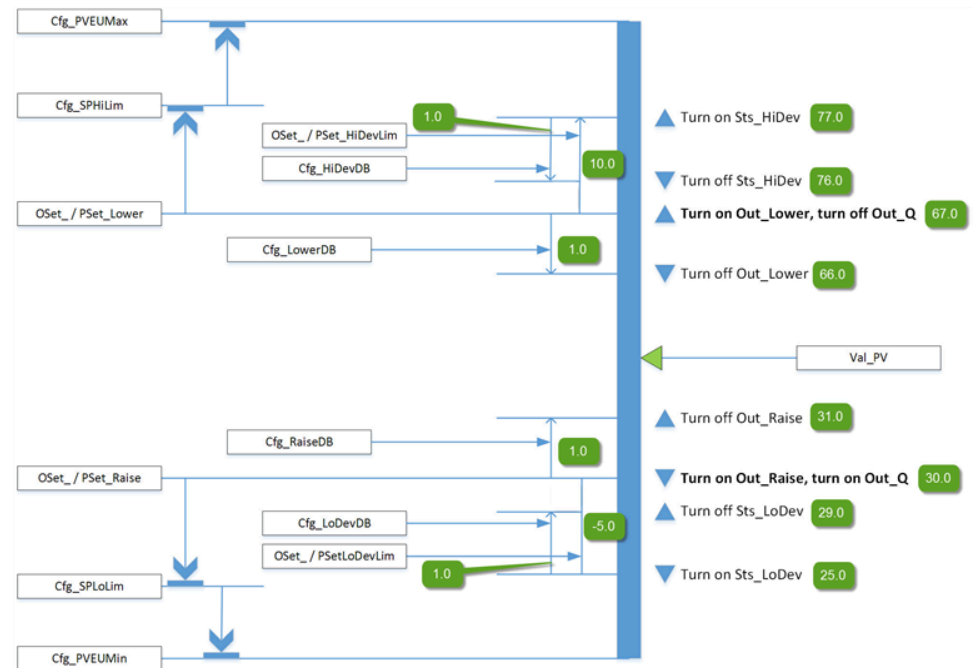 Cfg_PVEUMax
Cfg_SPHiLim
1.0
Turn on Sts_HiDev 77.0
OSet_ / PSet_HiDevLim
10.0
Cfg_HiDevDB
Turn off Sts_HiDev 76.0
OSet_ / PSet_Lower
Turn on Out_Lower, turn off Out_Q 67.0
Cfg_LowerDB
1.0
Turn off Out_Lower 66.0
Val_PV
Turn off Out_Raise 31.0
Cfg_RaiseDB
1.0
OSet_ / PSet_Raise
Turn on Out_Raise, turn on Out_Q 30.0
Turn off Sts_LoDev 29.0
Cfg_LoDevDB
-5.0
OSet_ / PSetLoDevLim
1.0
Turn on Sts_LoDev 25.0
Cfg_SPLoLim
Cfg_PVEUMin